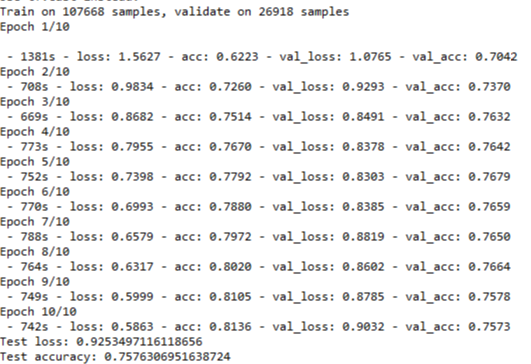 Train on 107668 samples, validate on 26918 samples
Epoch 1/10
- 1381s - loss: 1.5627 - acc: 0.6223 - val_loss: 1.0765 - val_acc: 0.7042
Epoch 2/10
- 708s - loss: 0.9834 - acc: 0.7260 - val_loss: 0.9293 - val_acc: 0.7370
Epoch 3/10
- 669s - loss: 0.8682 - acc: 0.7514 - val_loss: 0.8491 - val_acc: 0.7632
Epoch 4/10
- 773s - loss: 0.7955 - acc: 0.7670 - val_loss: 0.8378 - val_acc: 0.7642
Epoch 5/10
- 752s - loss: 0.7398 - acc: 0.7792 - val_loss: 0.8303 - val_acc: 0.7679
Epoch 6/10
- 770s - loss: 0.6993 - acc: 0.7880 - val_loss: 0.8385 - val_acc: 0.7659
Epoch 7/10
- 788s - loss: 0.6579 - acc: 0.7972 - val_loss: 0.8819 - val_acc: 0.7650
Epoch 8/10
- 764s - loss: 0.6317 - acc: 0.8020 - val_loss: 0.8602 - val_acc: 0.7664
Epoch 9/10
- 749s - loss: 0.5999 - acc: 0.8105 - val_loss: 0.8785 - val_acc: 0.7578
Epoch 10/10
- 742s - loss: 0.5863 - acc: 0.8136 - val_loss: 0.9032 - val_acc: 0.7573
Test loss: 0.9253497116118656
Test accuracy: 0.7576306951638724